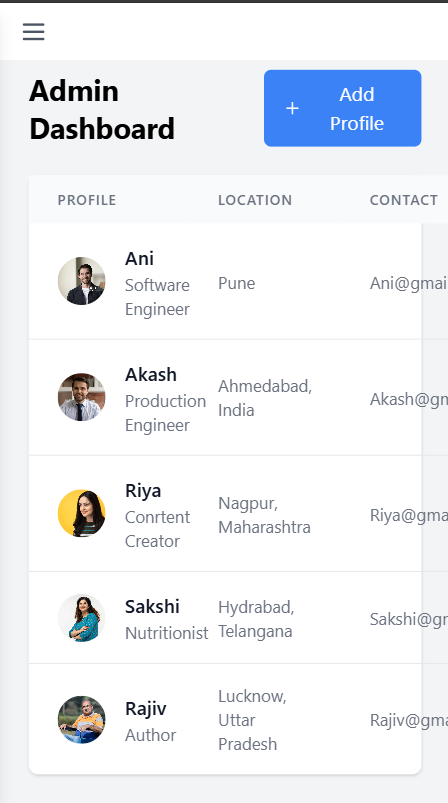 Admin
Dashboard
+ Add
Profile
PROFILE LOCATION CONTACT
Ani
Software
Engineer
Pune
Ani@gmai
Akash
Production
Engineer
Ahmedabad,
India
Akash@gm
Riya
Conrtent
Creator
Nagpur,
Maharashtra
Riya@gma
Sakshi
Nutritionist
Hydrabad,
Telangana
Sakshi@gr
Rajiv
Author
Lucknow,
Uttar
Pradesh
Rajiv@gma